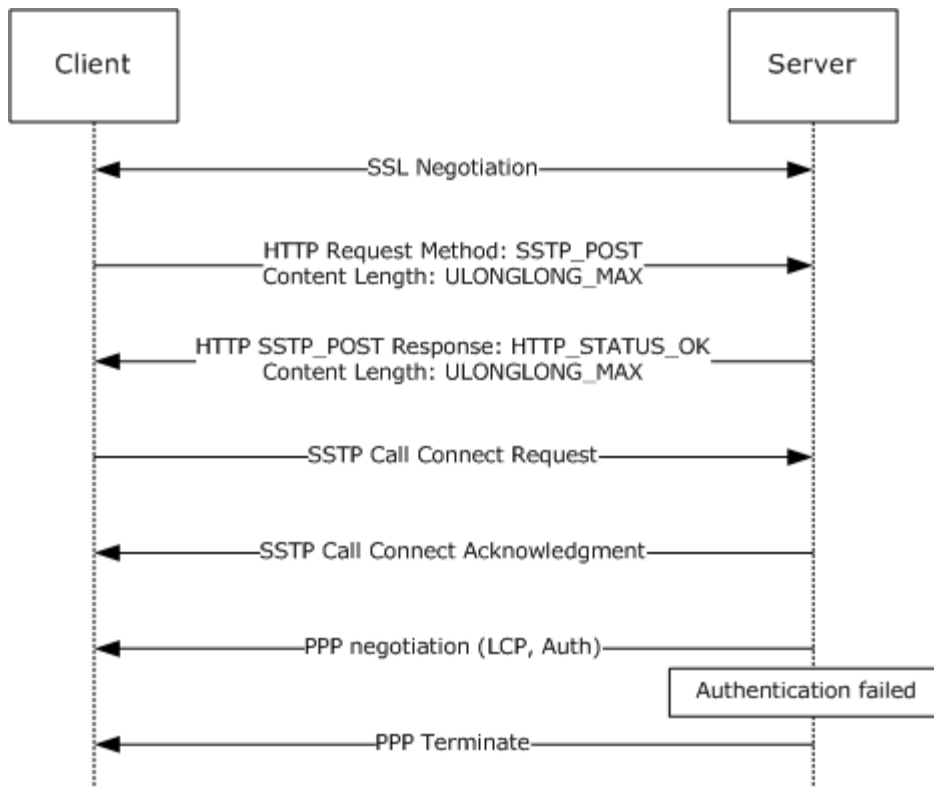 Client
Server
SSL Negotiation
HTTP Request Method: SSTP_POST
Content Length: ULONGLONG_MAX
HTTP SSTP_POST Response: HTTP_STATUS_OK
Content Length: ULONGLONG_MAX
SSTP Call Connect Request
SSTP Call Connect Acknowledgment
PPP negotiation (LCP, Auth)
Authentication failed
PPP Terminate